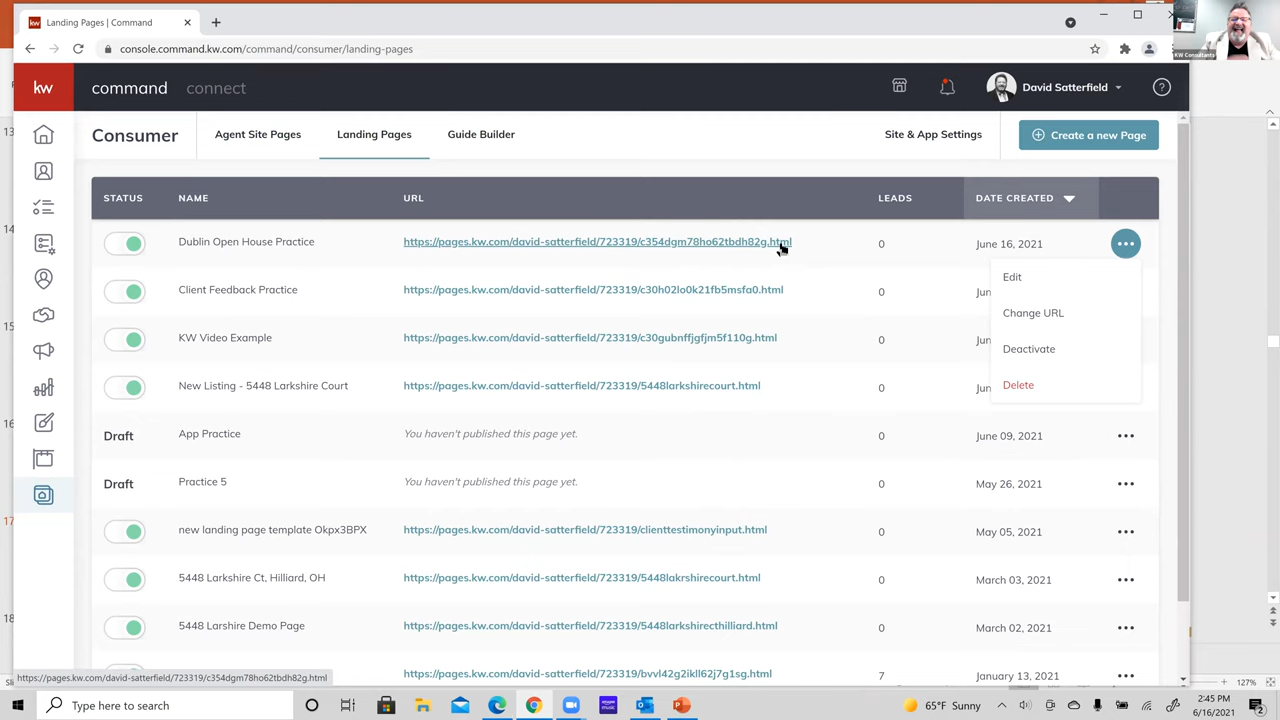 Landing Pages | Command
console.command.kw.com/command/consumer/landing-pages
KW Consultants
kw
command connect
David Satterfield
Consumer
Agent Site Pages Landing Pages Guide Builder Site & App Settings Create a new Page
STATUS NAME URL LEADS DATE CREATED
Dublin Open House Practice https://pages.kw.com/david-satterfield/723319/c354dgm78ho62tbdh82g.html 0 June 16, 2021
Edit
Client Feedback Practice https://pages.kw.com/david-satterfield/723319/c30h02lo0k21fb5msfa0.html 0 Jun
Change URL
KW Video Example https://pages.kw.com/david-satterfield/723319/c30gubnffjgfjm5f110g.html 0 Jun
Deactivate
New Listing - 5448 Larkshire Court https://pages.kw.com/david-satterfield/723319/5448larkshirecourt.html 0 Jun
Delete
Draft App Practice You haven't published this page yet. 0 June 09, 2021
Draft Practice 5 You haven't published this page yet. 0 May 26, 2021
new landing page template Okpx3BPX https://pages.kw.com/david-satterfield/723319/clienttestimonyinput.html 0 May 05, 2021
5448 Larkshire Ct, Hilliard, OH https://pages.kw.com/david-satterfield/723319/5448lakrshirecourt.html 0 March 03, 2021
5448 Larshire Demo Page https://pages.kw.com/david-satterfield/723319/5448larkshirecthilliard.html 0 March 02, 2021
https://pages.kw.com/david-satterfield/723319/bvvl42g2ikll62j7g1sg.html 7 January 13, 2021
https://pages.kw.com/david-satterfield/723319/c354dgm78ho62tbdh82g.html
13
14
15
16
17
18
127%
Type here to search
65°F Sunny
2:45 PM
6/16/2021
2